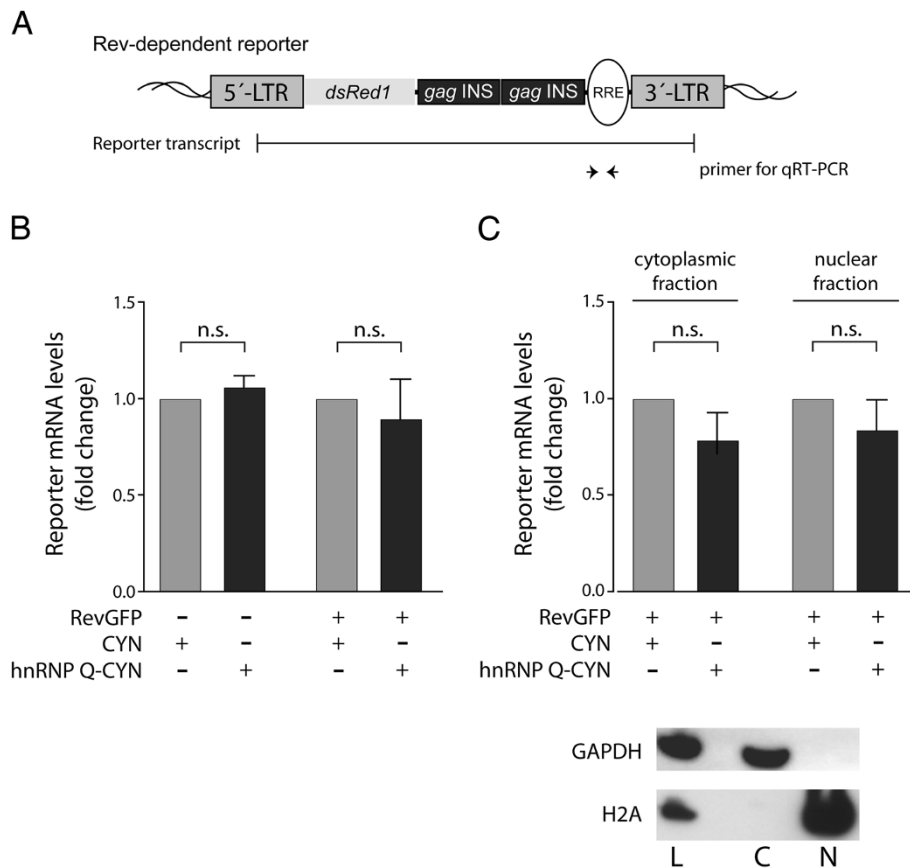 A
Rev-dependent reporter
5´-LTR dsRed1 gag INS gag INS RRE 3´-LTR
Reporter transcript
primer for qRT-PCR
B
Reporter mRNA levels
(fold change)
1.5
1.0
0.5
0.0
n.s. n.s.
RevGFP – – + +
CYN + – + –
hnRNP Q-CYN – + – +
C
cytoplasmic
fraction
nuclear
fraction
Reporter mRNA levels
(fold change)
1.5
1.0
0.5
0.0
n.s. n.s.
RevGFP + + + +
CYN + – + –
hnRNP Q-CYN – + – +
GAPDH
H2A
L C N